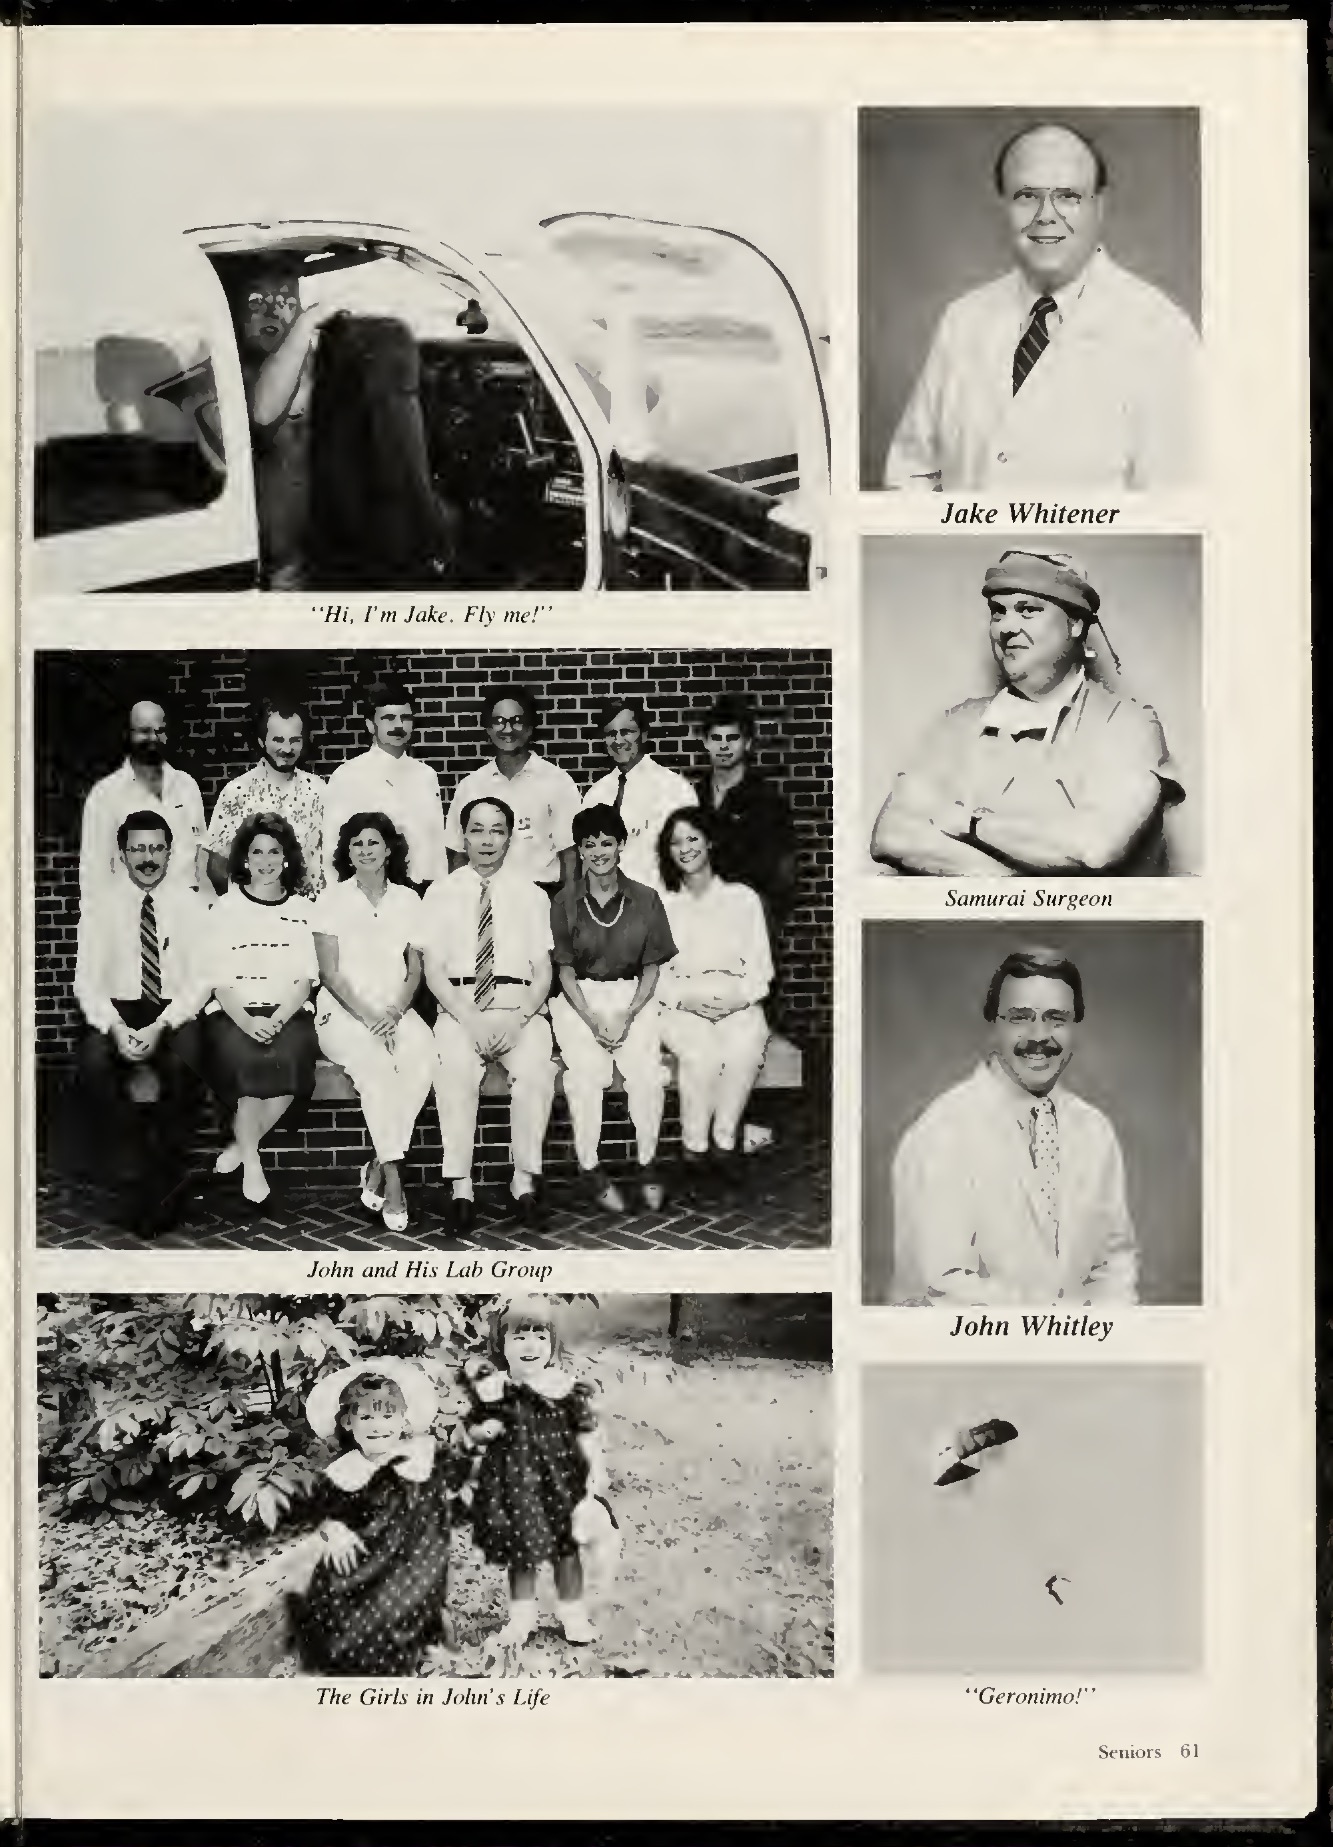 "Hi, I'm Jake. Fly me!"
Jake Whitener
Samurai Surgeon
John and His Lab Group
John Whitley
The Girls in John's Life
"Geronimo!"
Seniors 61